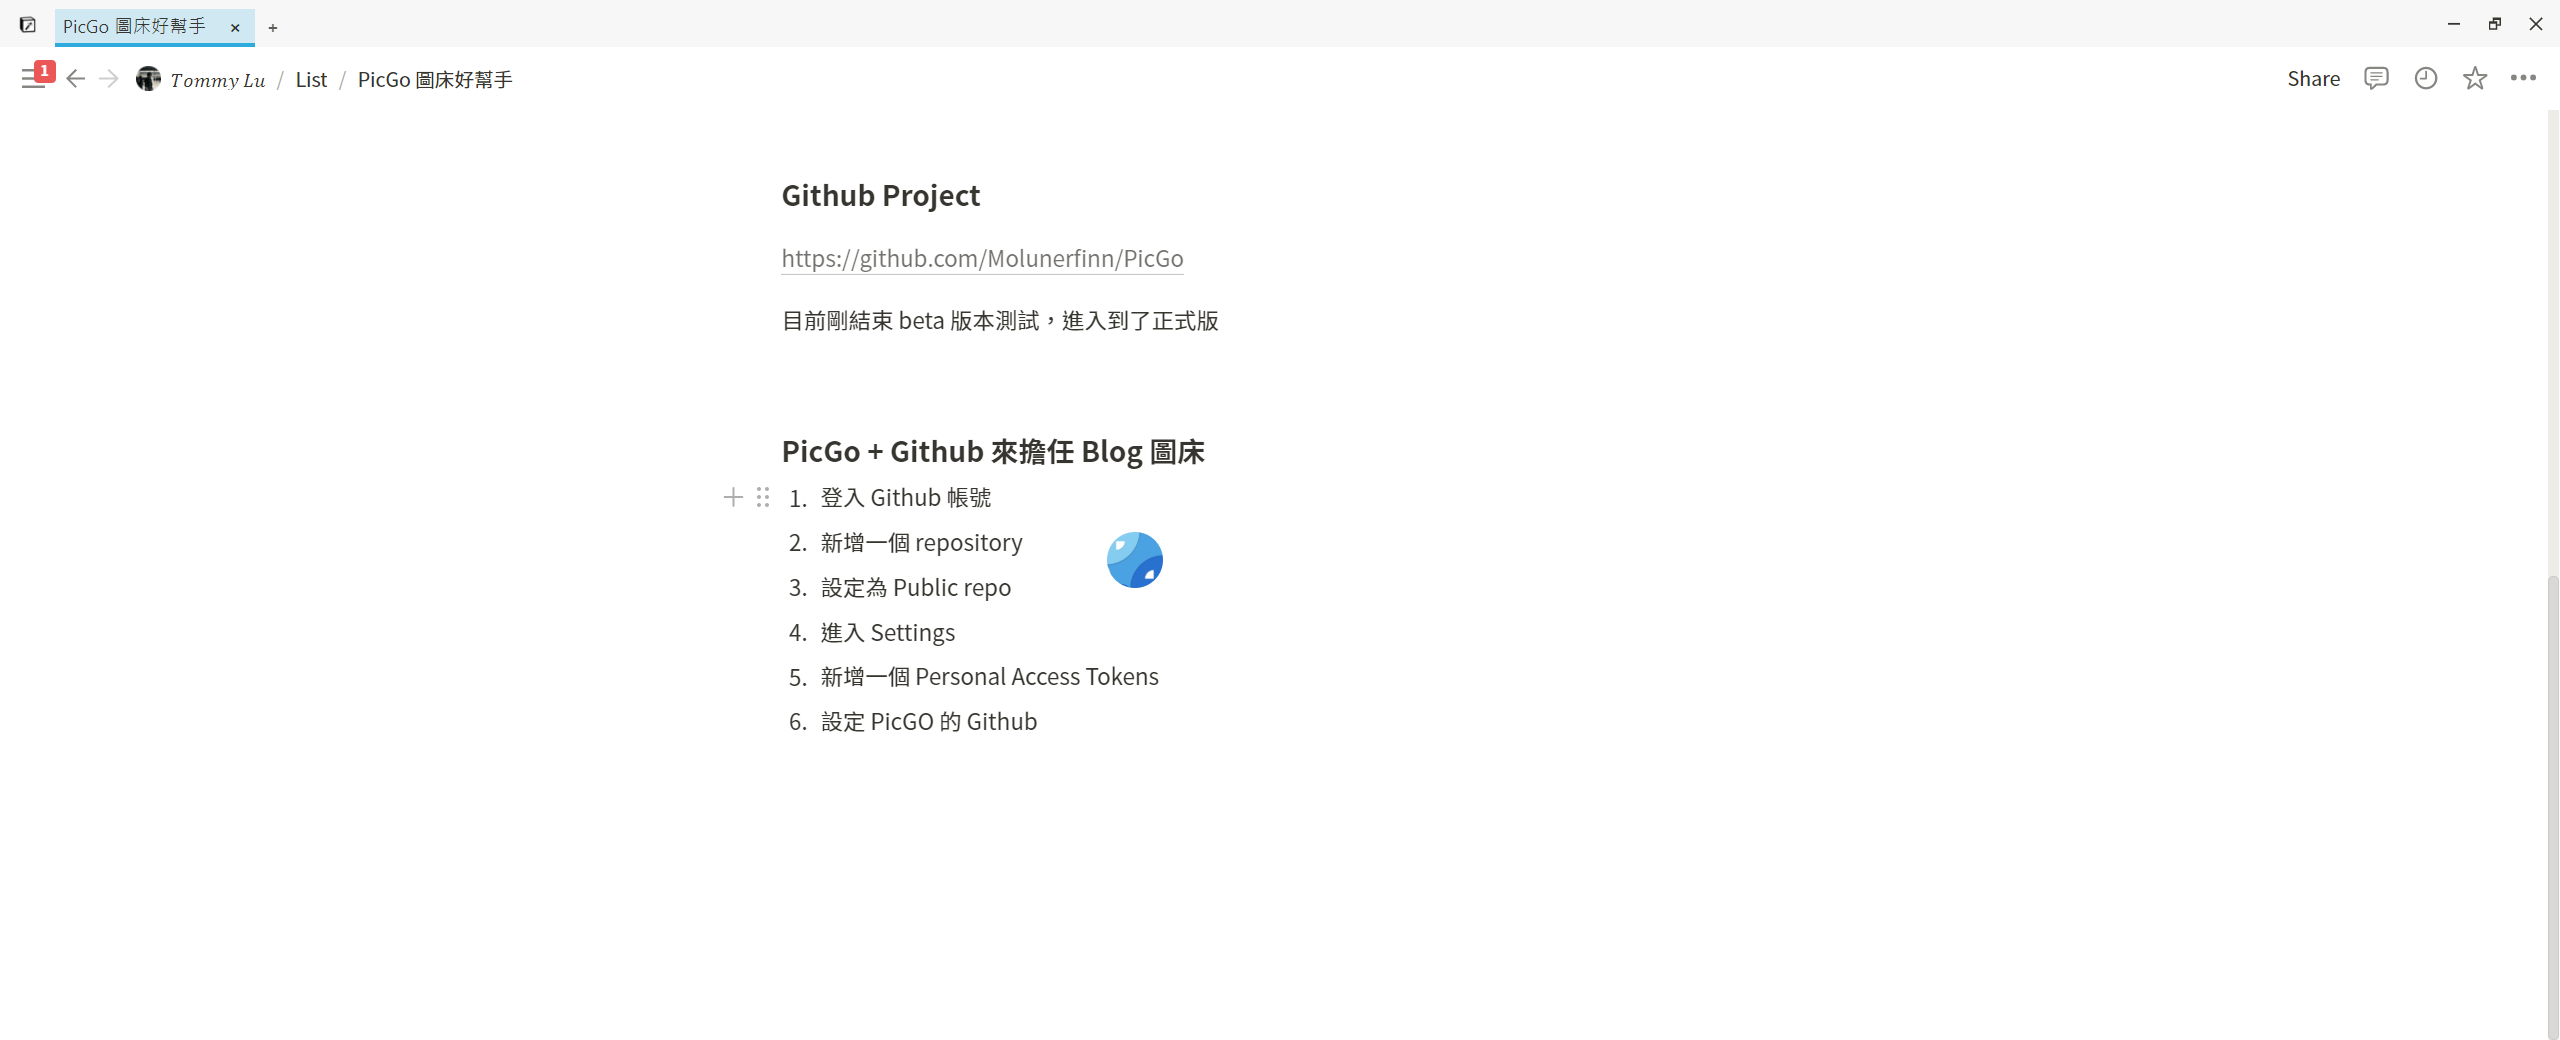 PicGo 圖床好幫手 × +
1 Tommy Lu / List / PicGo 圖床好幫手 Share
Github Project
https://github.com/Molunerfinn/PicGo
目前剛結束 beta 版本測試，進入到了正式版
PicGo + Github 來擔任 Blog 圖床
1. 登入 Github 帳號
2. 新增一個 repository
3. 設定為 Public repo
4. 進入 Settings
5. 新增一個 Personal Access Tokens
6. 設定 PicGO 的 Github